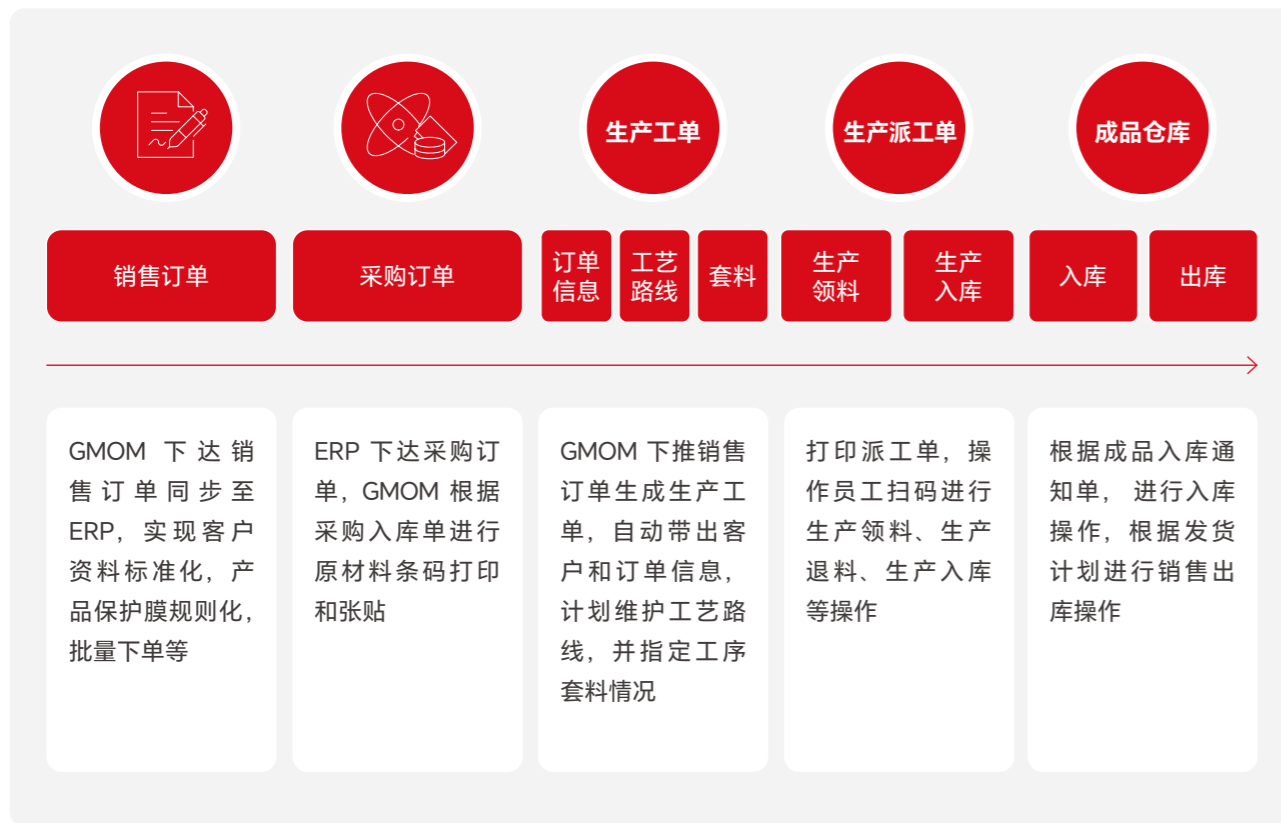 生产工单
生产派工单
成品仓库
销售订单
采购订单
订单
信息
工艺
路线
套料
生产
领料
生产
入库
入库
出库
GMOM 下达销
售订单同步至
ERP，实现客户
资料标准化，产
品保护膜规则化，
批量下单等
ERP 下达采购订
单，GMOM 根据
采购入库单进行
原材料条码打印
和张贴
GMOM 下推销售
订单生成生产工
单，自动带出客
户和订单信息，
计划维护工艺路
线，并指定工序
套料情况
打印派工单，操
作员工扫码进行
生产领料、生产
退料、生产入库
等操作
根据成品入库通
知单， 进行入库
操作，根据发货
计划进行销售出
库操作